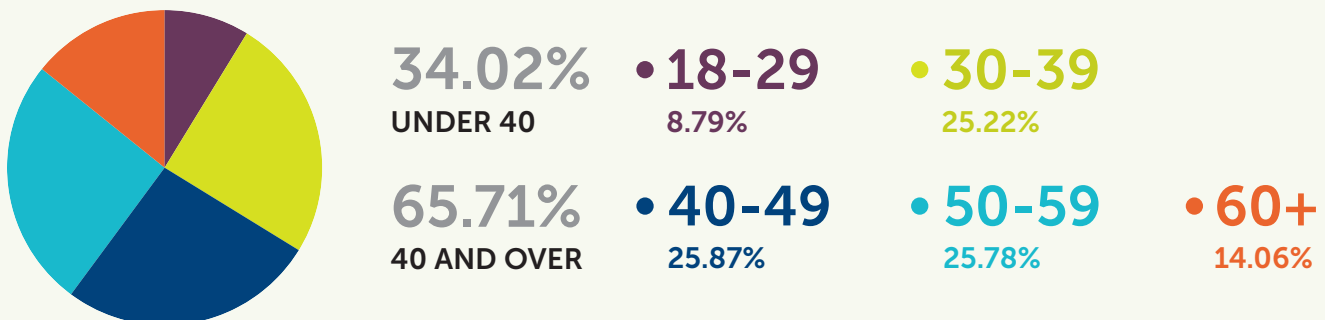 34.02% • 18-29 • 30-39
UNDER 40 8.79% 25.22%
65.71% • 40-49 • 50-59 • 60+
40 AND OVER 25.87% 25.78% 14.06%